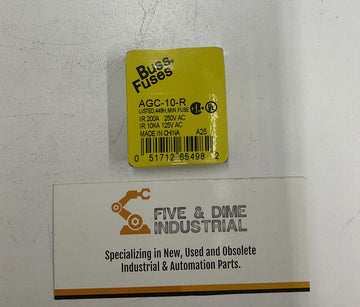 Buss®
Fuses
AGC-10-R
LISTED 448H, MIN. FUSE
IR.200A 250V AC
IR.10KA 125V AC
MADE IN CHINA A25
0 51712 65498 2
FIVE & DIME
INDUSTRIAL
Specializing in New, Used and Obsolete
Industrial & Automation Parts.